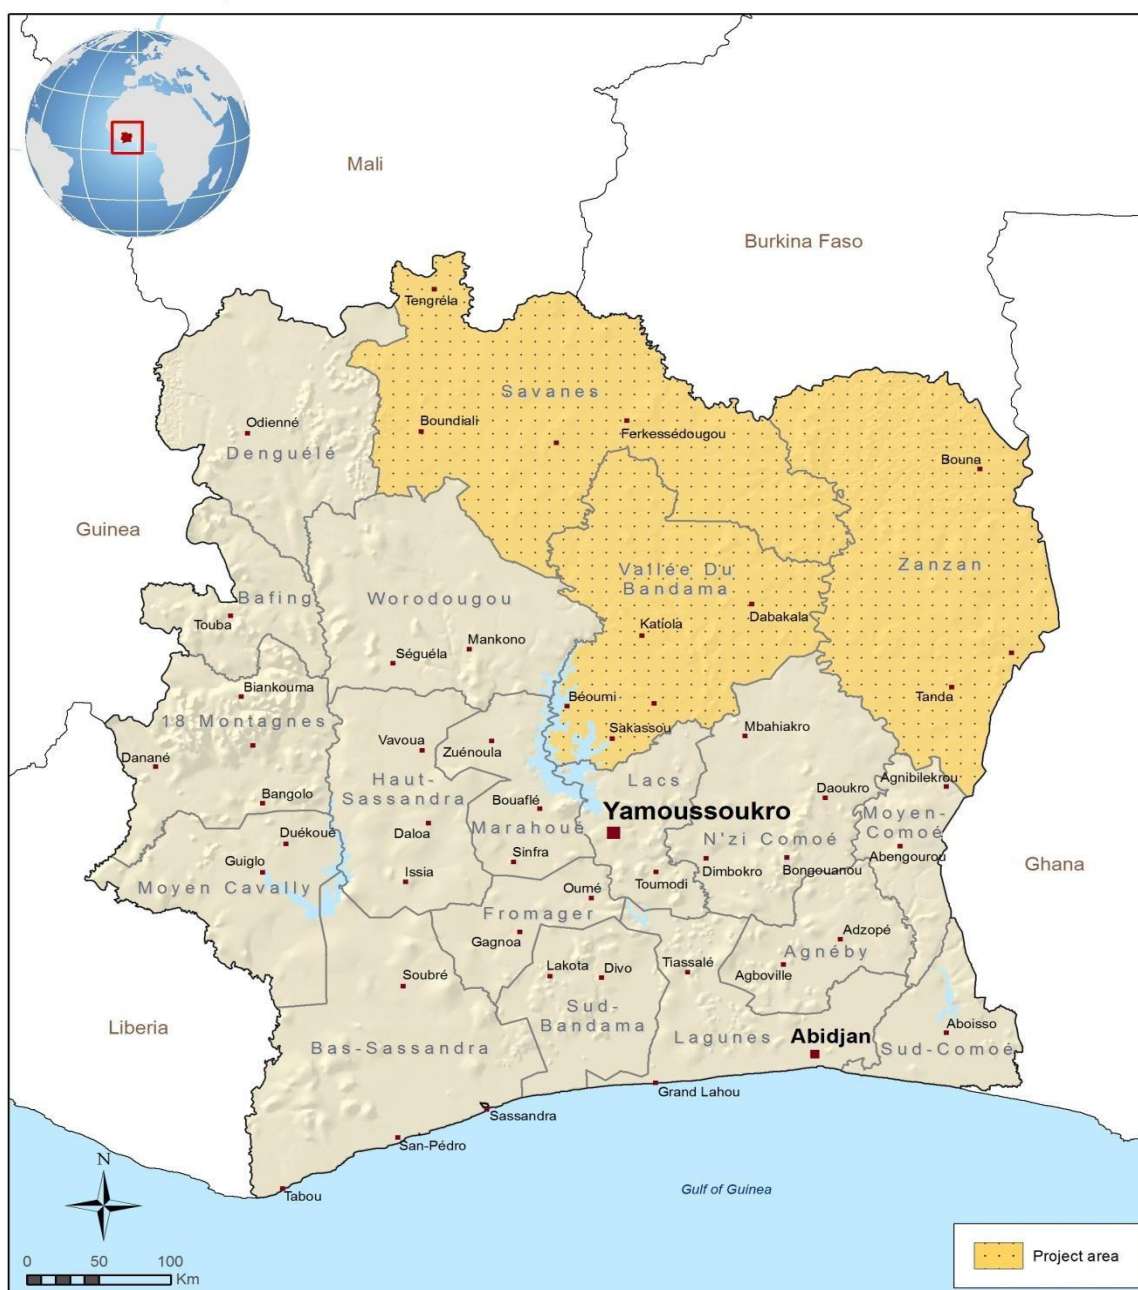 Mali
Burkina Faso
Tengréla
Savanes
Odienné
Boundiali
Ferkessédougou
Denguélé
Bouna
Guinea
Vallée Du
Bandama
Zanzan
Bafing
Worodougou
Touba
Dabakala
Katiola
Mankono
Séguéla
Biankouma
Béoumi
Tanda
18 Montagnes
Sakassou
Mbahiakro
Vavoua
Zuénoula
Danané
Lacs
Agnibilekrou
Haut-
Sassandra
Bangolo
Bouaflé
Daoukro
Yamoussoukro
Moyen-
Comoé
Duékoué
Daloa
Marahoué
N'zi Comoé
Guiglo
Sinfra
Abengourou
Ghana
Issia
Toumodi
Dimbokro
Bongouanou
Moyen Cavally
Oumé
Fromager
Adzopé
Gagnoa
Agnéby
Tiassalé
Lakota
Divo
Agboville
Soubré
Sud-
Bandama
Liberia
Aboisso
Lagunes
Abidjan
Bas-Sassandra
Sud-Comoé
Grand Lahou
Sassandra
San-Pédro
N
Gulf of Guinea
Tabou
Project area
0 50 100
Km